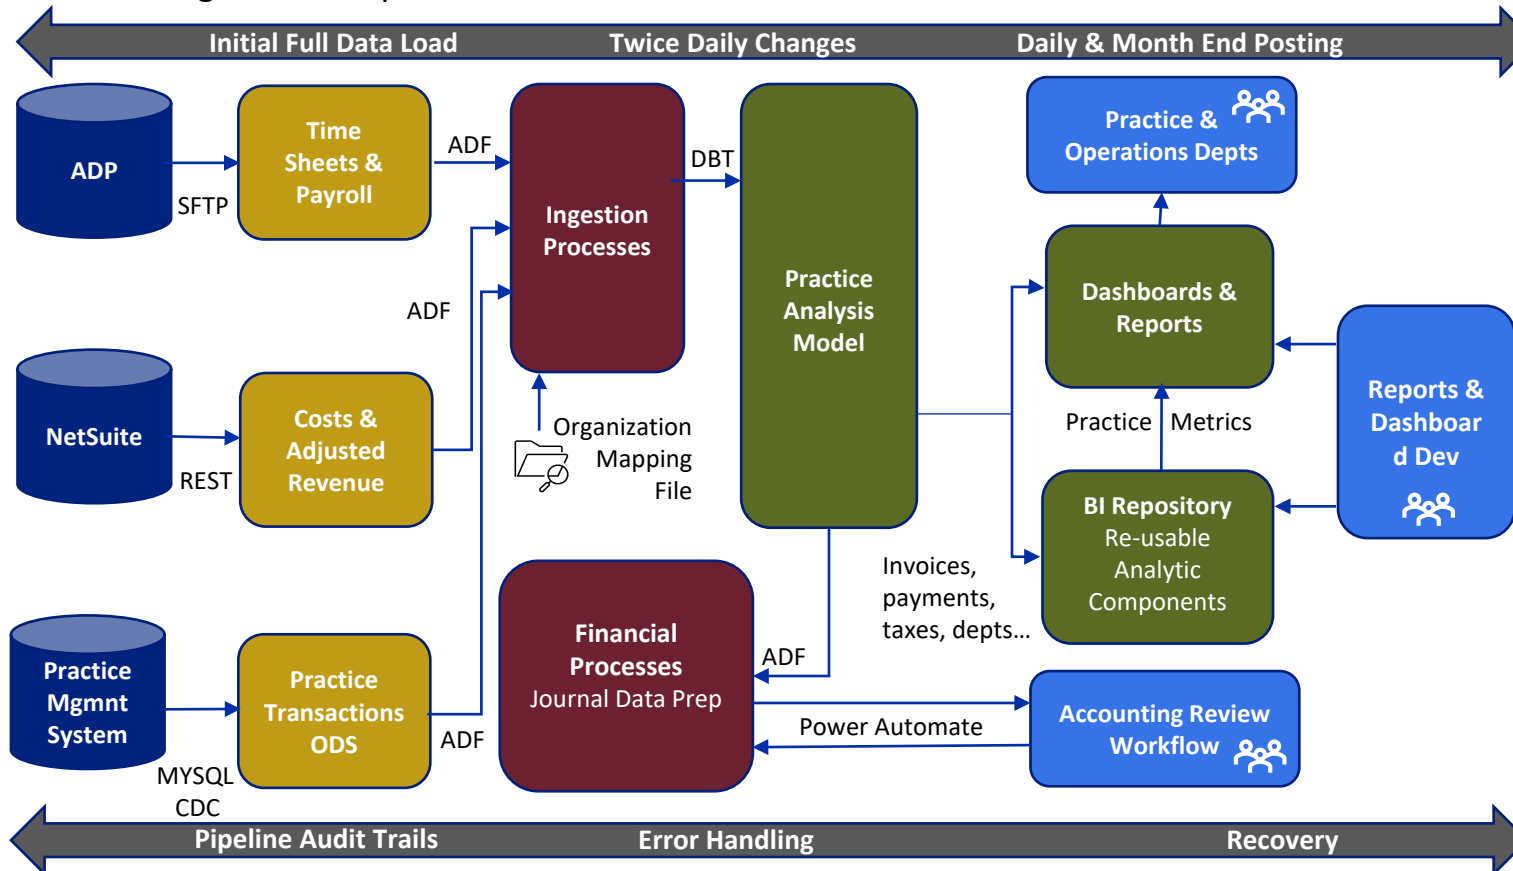 Initial Full Data Load
Twice Daily Changes
Daily & Month End Posting
ADP
SFTP
Time
Sheets &
Payroll
ADF
Ingestion
Processes
DBT
Practice
Analysis
Model
Practice &
Operations Depts
Dashboards &
Reports
ADF
NetSuite
REST
Costs &
Adjusted
Revenue
Organization
Mapping
File
Practice Metrics
Reports &
Dashboar
d Dev
BI Repository
Re-usable
Analytic
Components
Invoices,
payments,
taxes, depts…
Practice
Mgmnt
System
MYSQL
CDC
Practice
Transactions
ODS
ADF
Financial
Processes
Journal Data Prep
ADF
Power Automate
Accounting Review
Workflow
Pipeline Audit Trails
Error Handling
Recovery